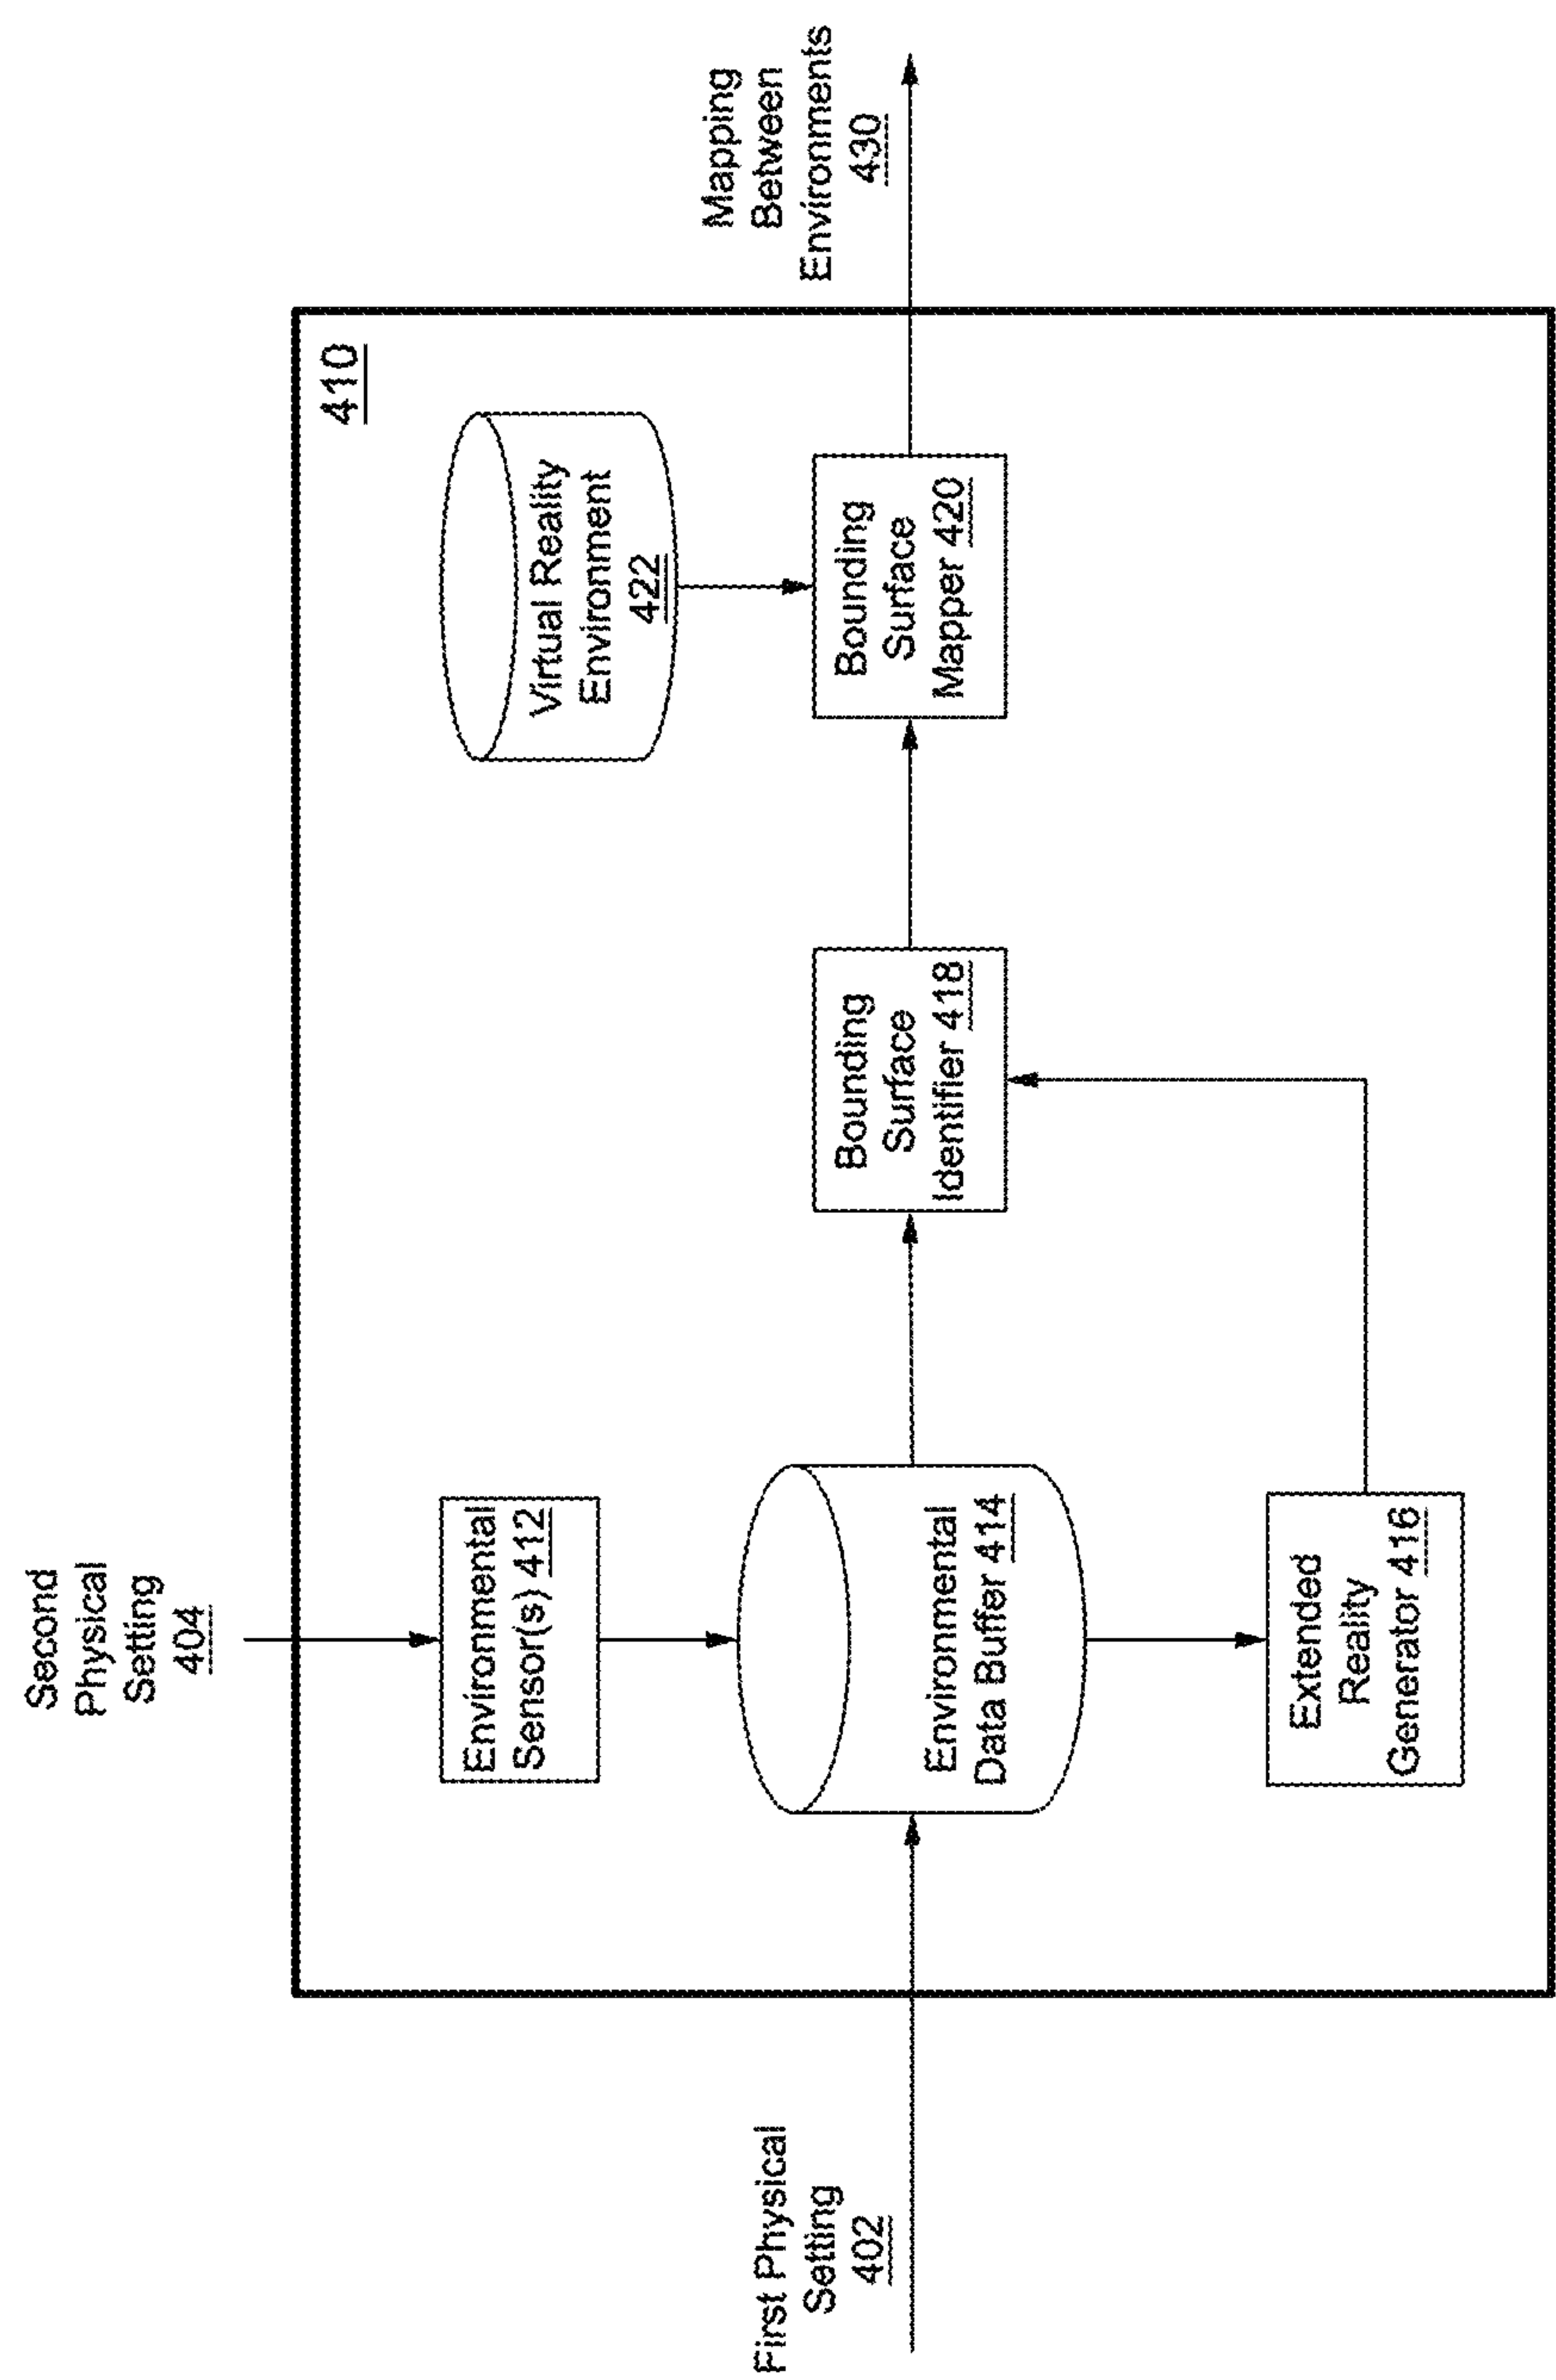 Second
Physical
Setting
404
First Physical
Setting
402
410
Environmental
Sensor(s) 412
Environmental
Data Buffer 414
Extended
Reality
Generator 416
Bounding
Surface
Identifier 418
Virtual Reality
Environment
422
Bounding
Surface
Mapper 420
Mapping
Between
Environments
430